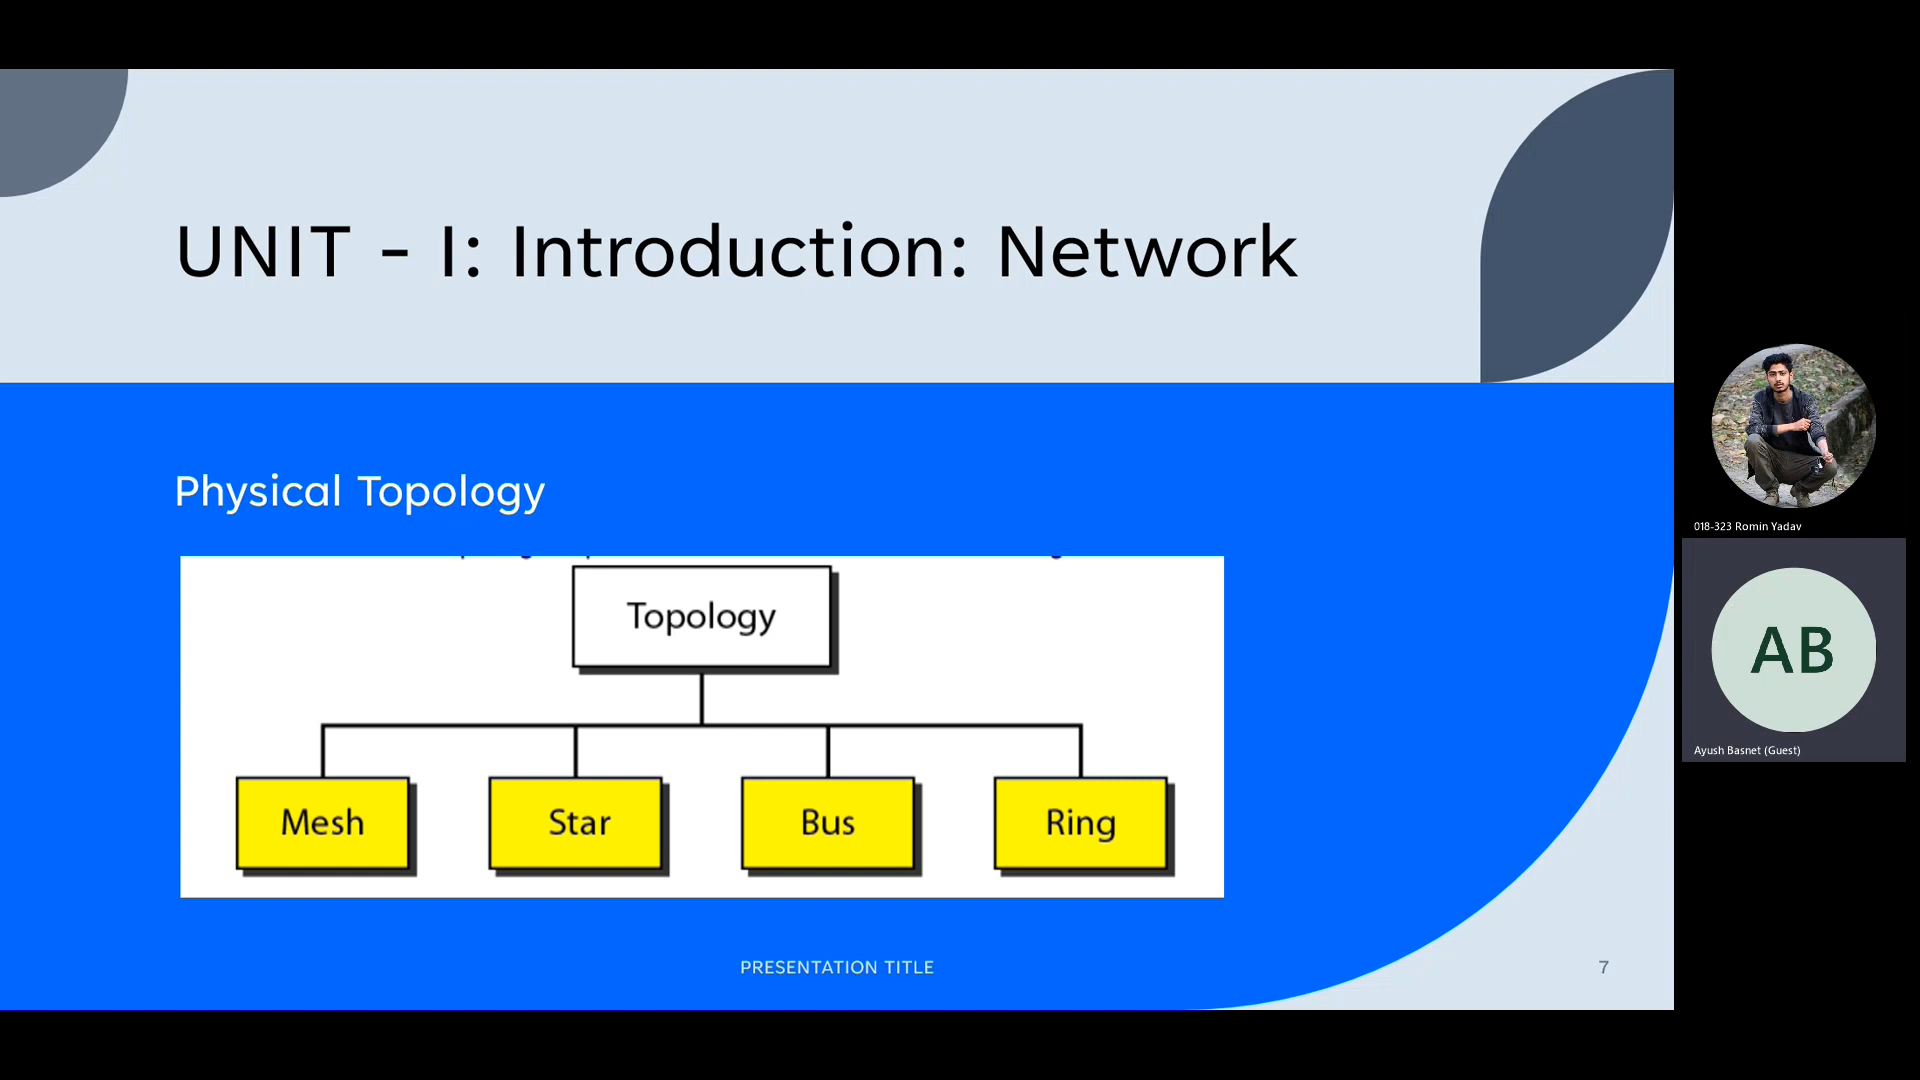 UNIT - I: Introduction: Network
Physical Topology
Topology
Mesh
Star
Bus
Ring
PRESENTATION TITLE
7
018-323 Romin Yadav
AB
Ayush Basnet (Guest)